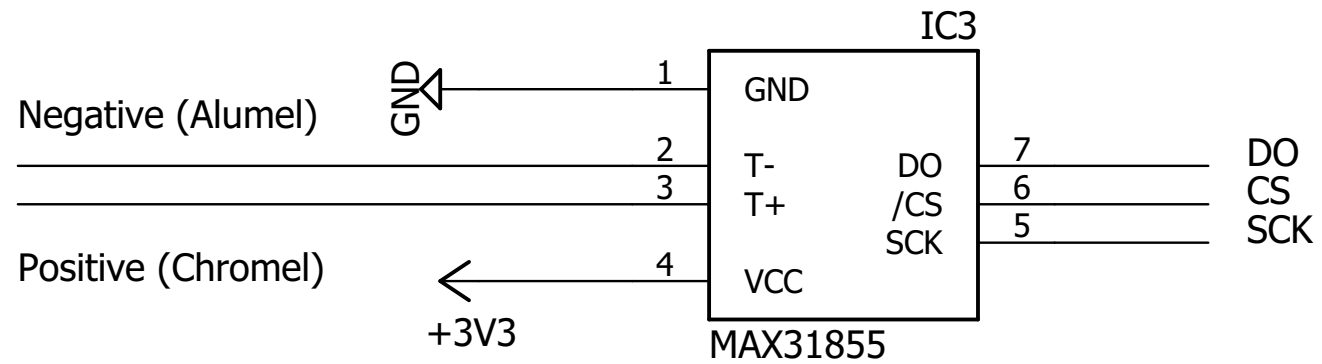 IC3
GND
1
GND
Negative (Alumel)
2
T-
DO
7
DO
3
T+
/CS
6
CS
SCK
5
SCK
Positive (Chromel)
4
VCC
+3V3
MAX31855